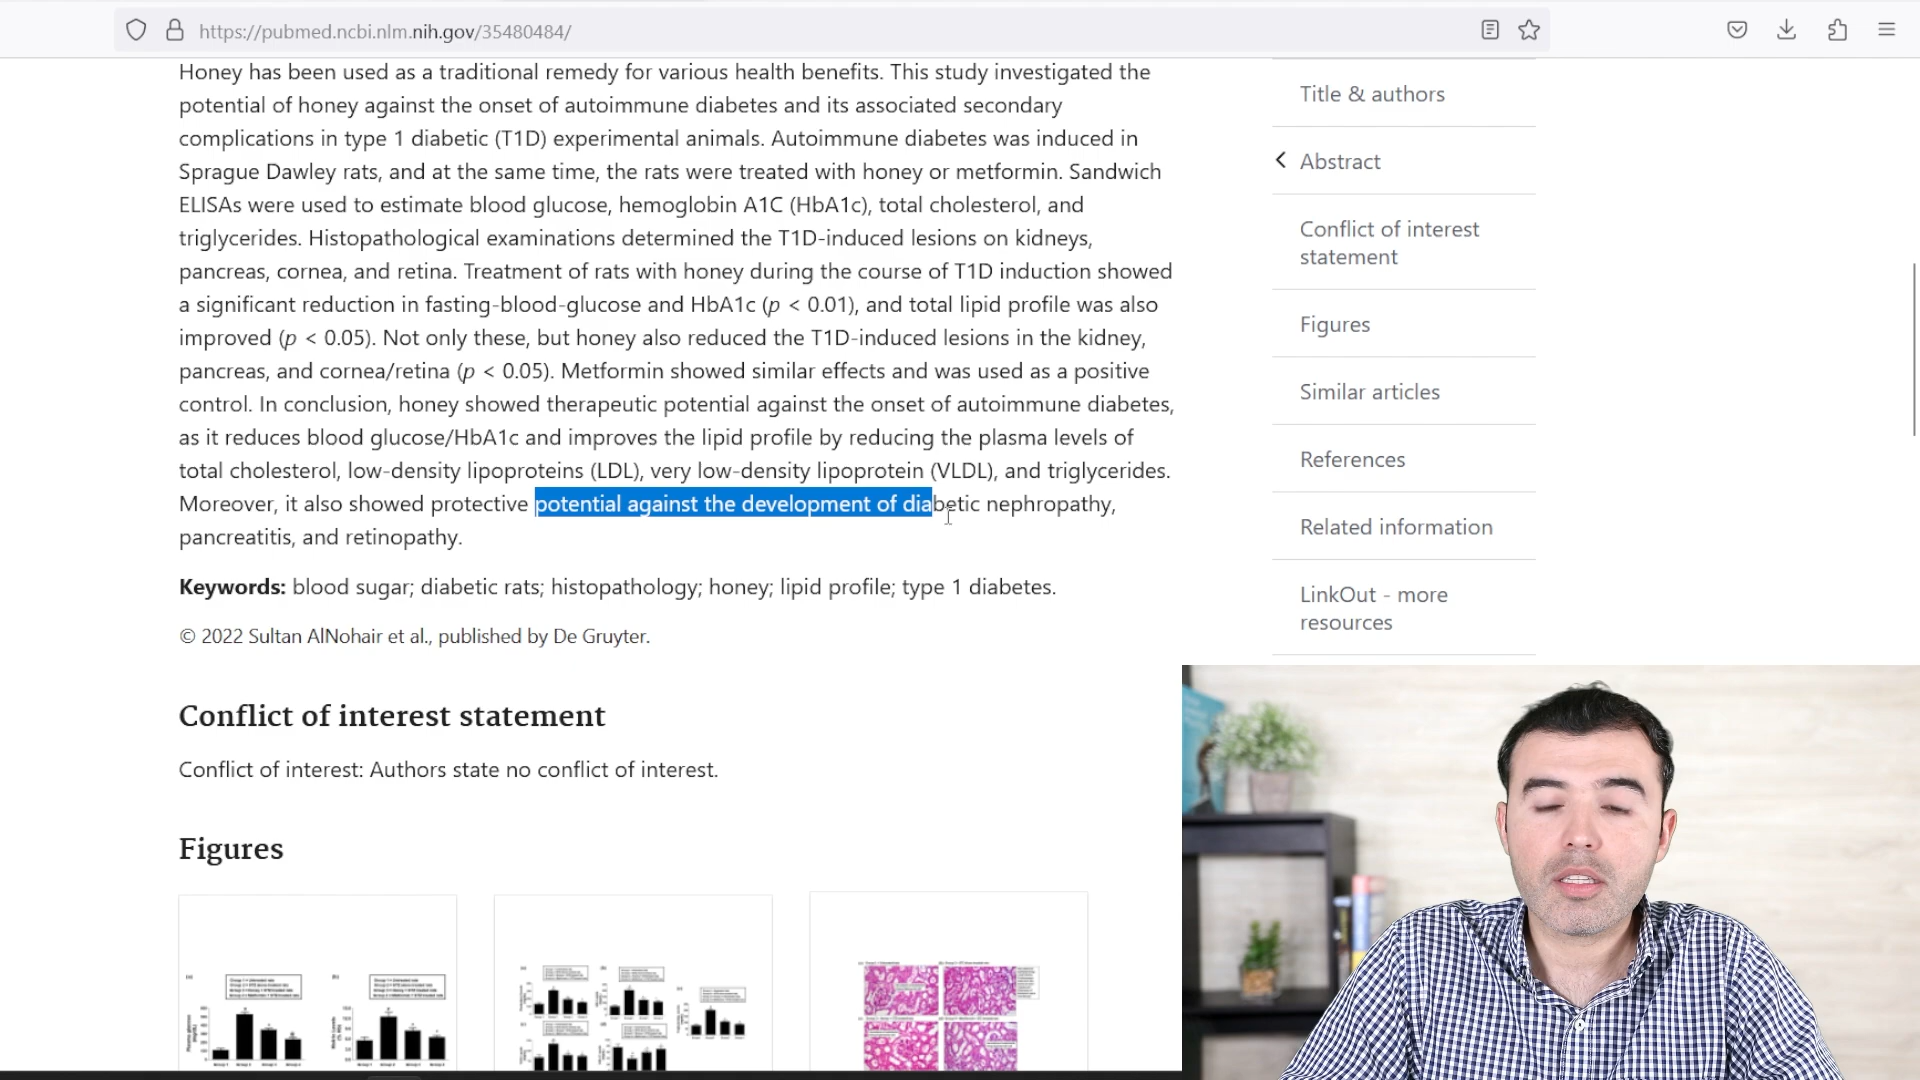 https://pubmed.ncbi.nlm.nih.gov/35480484/
Honey has been used as a traditional remedy for various health benefits. This study investigated the
potential of honey against the onset of autoimmune diabetes and its associated secondary
complications in type 1 diabetic (T1D) experimental animals. Autoimmune diabetes was induced in
Sprague Dawley rats, and at the same time, the rats were treated with honey or metformin. Sandwich
ELISAs were used to estimate blood glucose, hemoglobin A1C (HbA1c), total cholesterol, and
triglycerides. Histopathological examinations determined the T1D-induced lesions on kidneys,
pancreas, cornea, and retina. Treatment of rats with honey during the course of T1D induction showed
a significant reduction in fasting-blood-glucose and HbA1c (p < 0.01), and total lipid profile was also
improved (p < 0.05). Not only these, but honey also reduced the T1D-induced lesions in the kidney,
pancreas, and cornea/retina (p < 0.05). Metformin showed similar effects and was used as a positive
control. In conclusion, honey showed therapeutic potential against the onset of autoimmune diabetes,
as it reduces blood glucose/HbA1c and improves the lipid profile by reducing the plasma levels of
total cholesterol, low-density lipoproteins (LDL), very low-density lipoprotein (VLDL), and triglycerides.
Moreover, it also showed protective potential against the development of diabetic nephropathy,
pancreatitis, and retinopathy.
Keywords: blood sugar; diabetic rats; histopathology; honey; lipid profile; type 1 diabetes.
© 2022 Sultan AlNohair et al., published by De Gruyter.
Conflict of interest statement
Conflict of interest: Authors state no conflict of interest.
Figures
Title & authors
Abstract
Conflict of interest
statement
Figures
Similar articles
References
Related information
LinkOut - more
resources